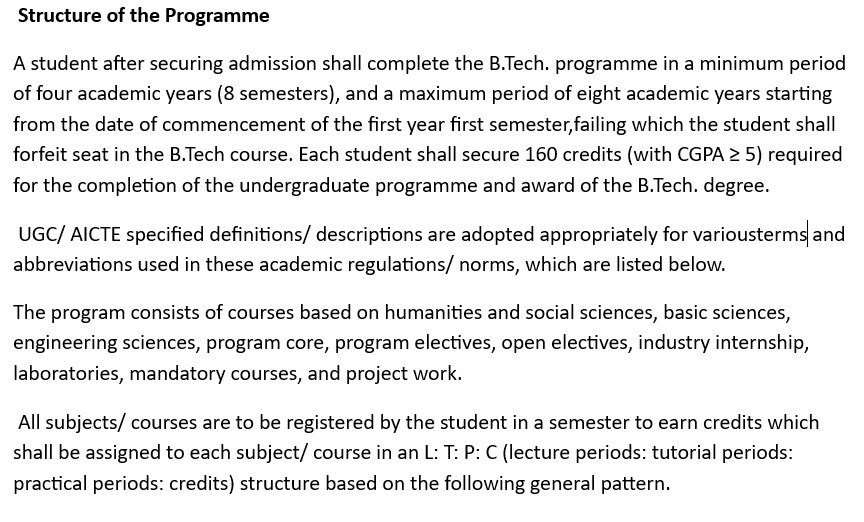 Structure of the Programme
A student after securing admission shall complete the B.Tech. programme in a minimum period
of four academic years (8 semesters), and a maximum period of eight academic years starting
from the date of commencement of the first year first semester,failing which the student shall
forfeit seat in the B.Tech course. Each student shall secure 160 credits (with CGPA ≥ 5) required
for the completion of the undergraduate programme and award of the B.Tech. degree.
UGC/ AICTE specified definitions/ descriptions are adopted appropriately for variousterms and
abbreviations used in these academic regulations/ norms, which are listed below.
The program consists of courses based on humanities and social sciences, basic sciences,
engineering sciences, program core, program electives, open electives, industry internship,
laboratories, mandatory courses, and project work.
All subjects/ courses are to be registered by the student in a semester to earn credits which
shall be assigned to each subject/ course in an L: T: P: C (lecture periods: tutorial periods:
practical periods: credits) structure based on the following general pattern.